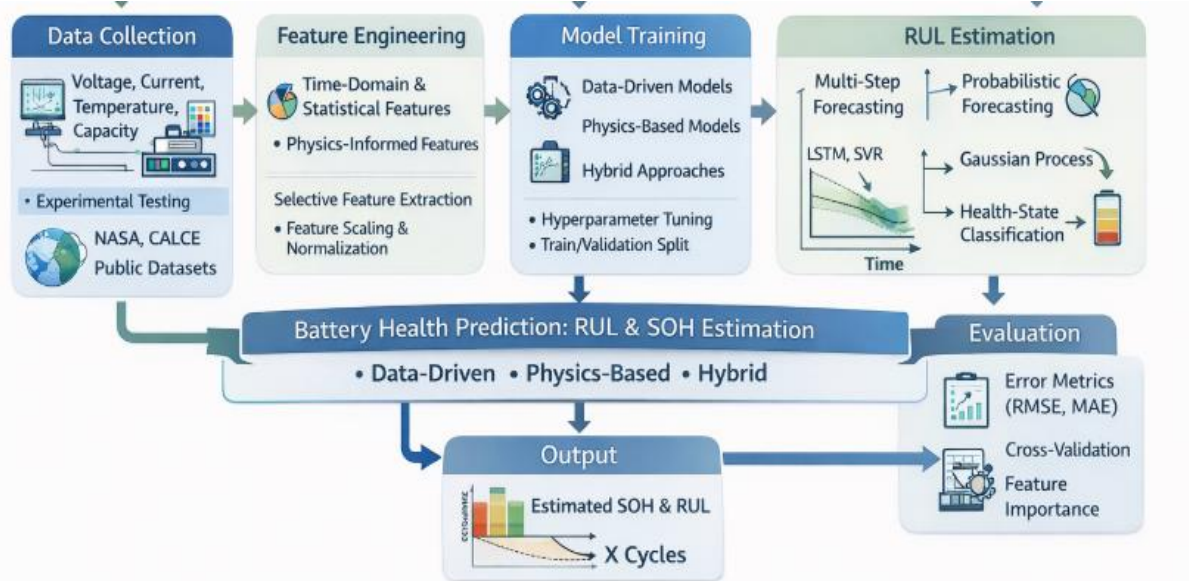 Data Collection
Voltage, Current,
Temperature,
Capacity
• Experimental Testing
NASA, CALCE
Public Datasets
Feature Engineering
Time-Domain &
Statistical Features
• Physics-Informed Features
Selective Feature Extraction
• Feature Scaling &
Normalization
Model Training
Data-Driven Models
Physics-Based Models
Hybrid Approaches
• Hyperparameter Tuning
• Train/Validation Split
RUL Estimation
Multi-Step
Forecasting
LSTM, SVR
Time
Probabilistic
Forecasting
Gaussian Process
Health-State
Classification
Battery Health Prediction: RUL & SOH Estimation
• Data-Driven • Physics-Based • Hybrid
Evaluation
Error Metrics
(RMSE, MAE)
Cross-Validation
Feature
Importance
Output
Estimated SOH & RUL
X Cycles